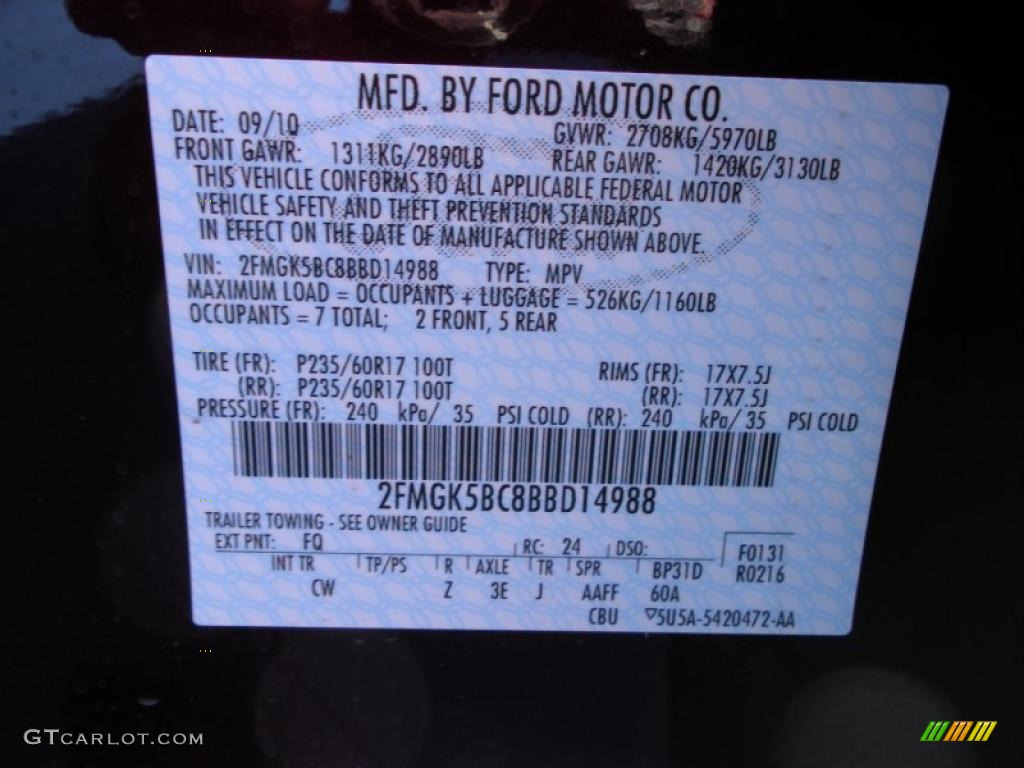 MFD. BY FORD MOTOR CO.
DATE: 09/10 GVWR: 2708KG/5970LB
FRONT GAWR: 1311KG/2890LB REAR GAWR: 1420KG/3130LB
THIS VEHICLE CONFORMS TO ALL APPLICABLE FEDERAL MOTOR
VEHICLE SAFETY AND THEFT PREVENTION STANDARDS
IN EFFECT ON THE DATE OF MANUFACTURE SHOWN ABOVE.
VIN: 2FMGK5BC8BBD14988 TYPE: MPV
MAXIMUM LOAD = OCCUPANTS + LUGGAGE = 526KG/1160LB
OCCUPANTS = 7 TOTAL; 2 FRONT, 5 REAR
TIRE (FR): P235/60R17 100T RIMS (FR): 17X7.5J
(RR): P235/60R17 100T (RR): 17X7.5J
PRESSURE (FR): 240 kPa/ 35 PSI COLD (RR): 240 kPa/ 35 PSI COLD
2FMGK5BC8BBD14988
TRAILER TOWING - SEE OWNER GUIDE
EXT PNT: FQ RC: 24 DSO: F0131
INT TR TP/PS R AXLE TR SPR BP31D R0216
CW Z 3E J AAFF 60A
CBU ▽5U5A-5420472-AA
GTCARLOT.COM